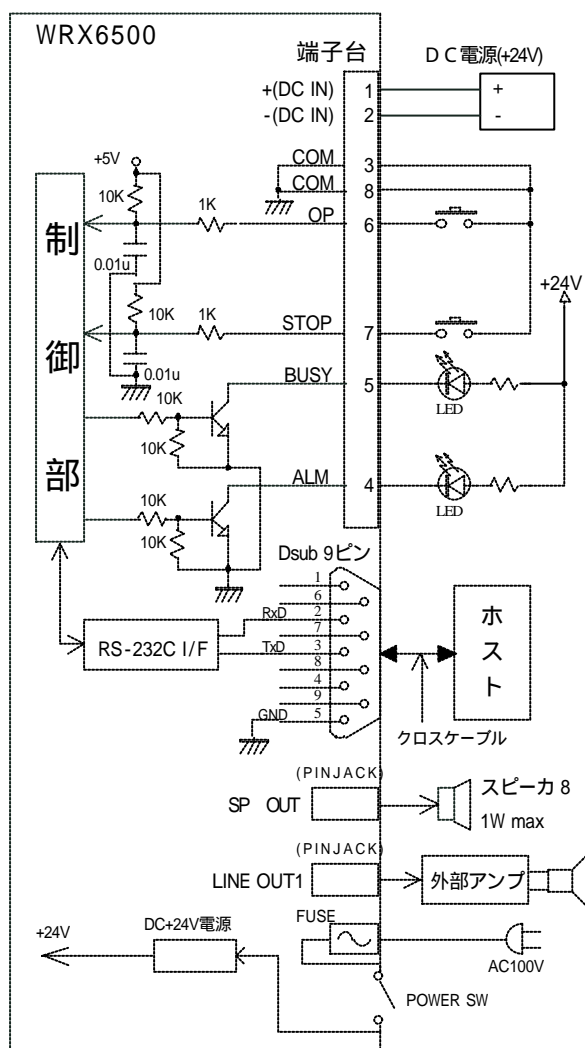 WRX6500
端子台
DC電源(+24V)
+(DC IN)
1
+
-(DC IN)
2
-
+5V
COM
3
COM
8
10K
1K
OP
6
制
0.01u
+24V
10K
1K
STOP
7
御
0.01u
BUSY
5
LED
10K
10K
部
ALM
4
LED
10K
10K
Dsub 9ピン
1
6
RxD
2
7
RS-232C I/F
TxD
3
8
4
9
GND
5
ホスト
クロスケーブル
(PINJACK)
SP OUT
スピーカ 8
1W max
(PINJACK)
LINE OUT1
外部アンプ
FUSE
+24V
DC+24V電源
AC100V
POWER SW